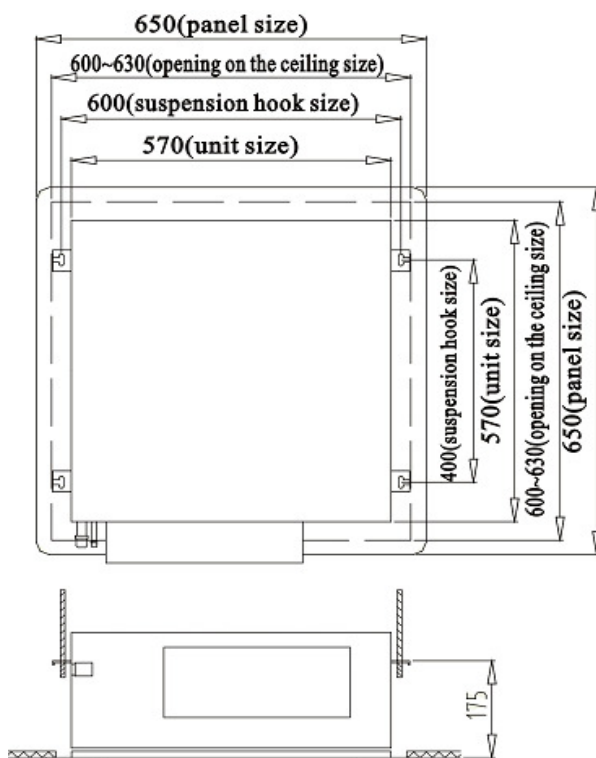 650(panel size)
600~630(opening on the ceiling size)
600(suspension hook size)
570(unit size)
400(suspension hook size)
570(unit size)
600~630(opening on the ceiling size)
650(panel size)
175